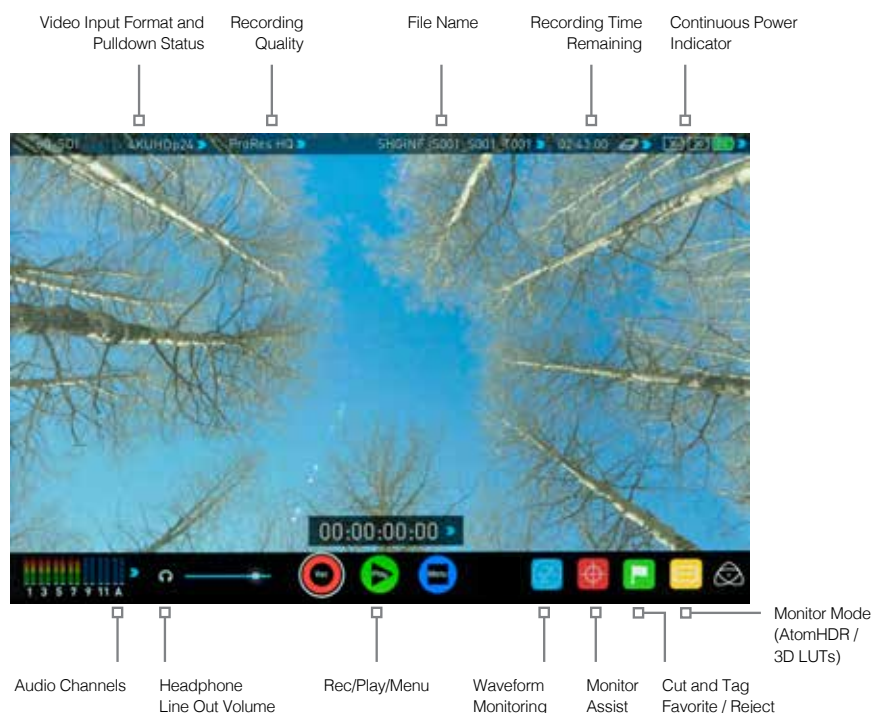 Video Input Format and
Pulldown Status
Recording
Quality
File Name
Recording Time
Remaining
Continuous Power
Indicator
4KUHDp24
ProRes HQ
02:43:00
00:00:00:00
1 3 5 7 9 11 A
Rec
Play
Menu
Monitor Mode
(AtomHDR /
3D LUTs)
Audio Channels
Headphone
Line Out Volume
Rec/Play/Menu
Waveform
Monitoring
Monitor
Assist
Cut and Tag
Favorite / Reject